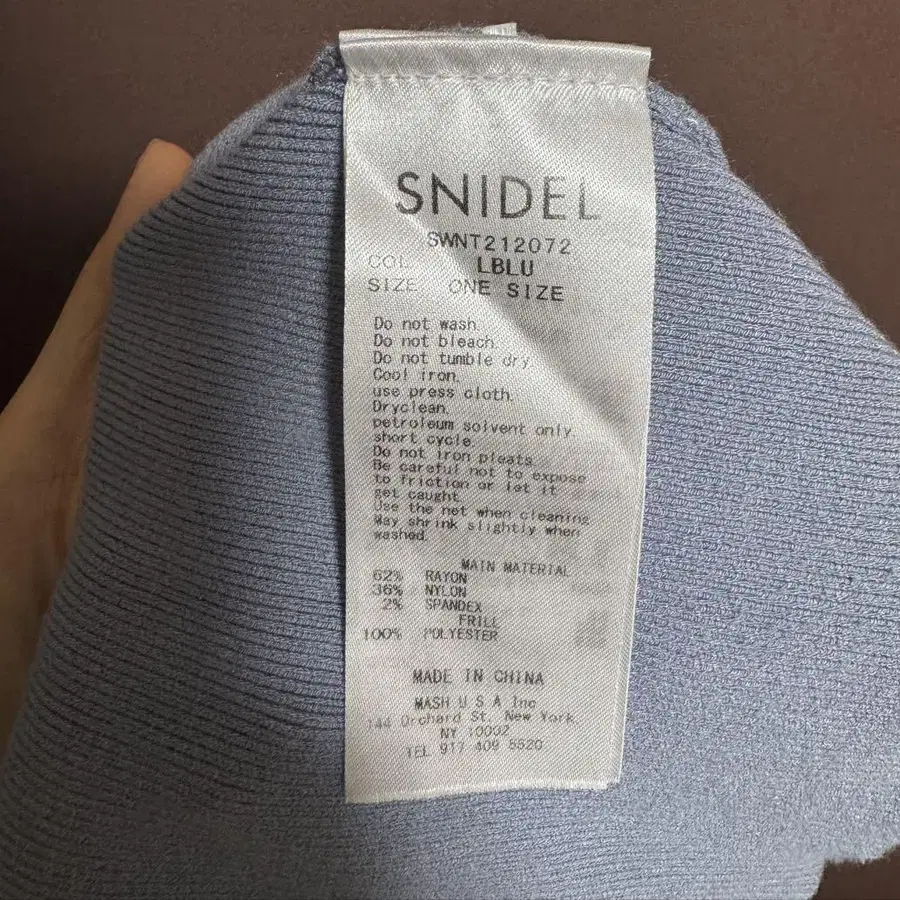 SNIDEL
SWNT212072
COL. LBLU
SIZE ONE SIZE
Do not wash.
Do not bleach.
Do not tumble dry.
Cool iron.
use press cloth.
Dryclean.
petroleum solvent only.
short cycle.
Do not iron pleats.
Be careful not to expose
to friction or let it
get caught.
Use the net when cleaning
May shrink slightly when
washed.
MAIN MATERIAL
62% RAYON
36% NYLON
2% SPANDEX
FRILL
100% POLYESTER
MADE IN CHINA
MASH U S A Inc
144 Orchard St. New York,
NY 10002
TEL 917 409 5520